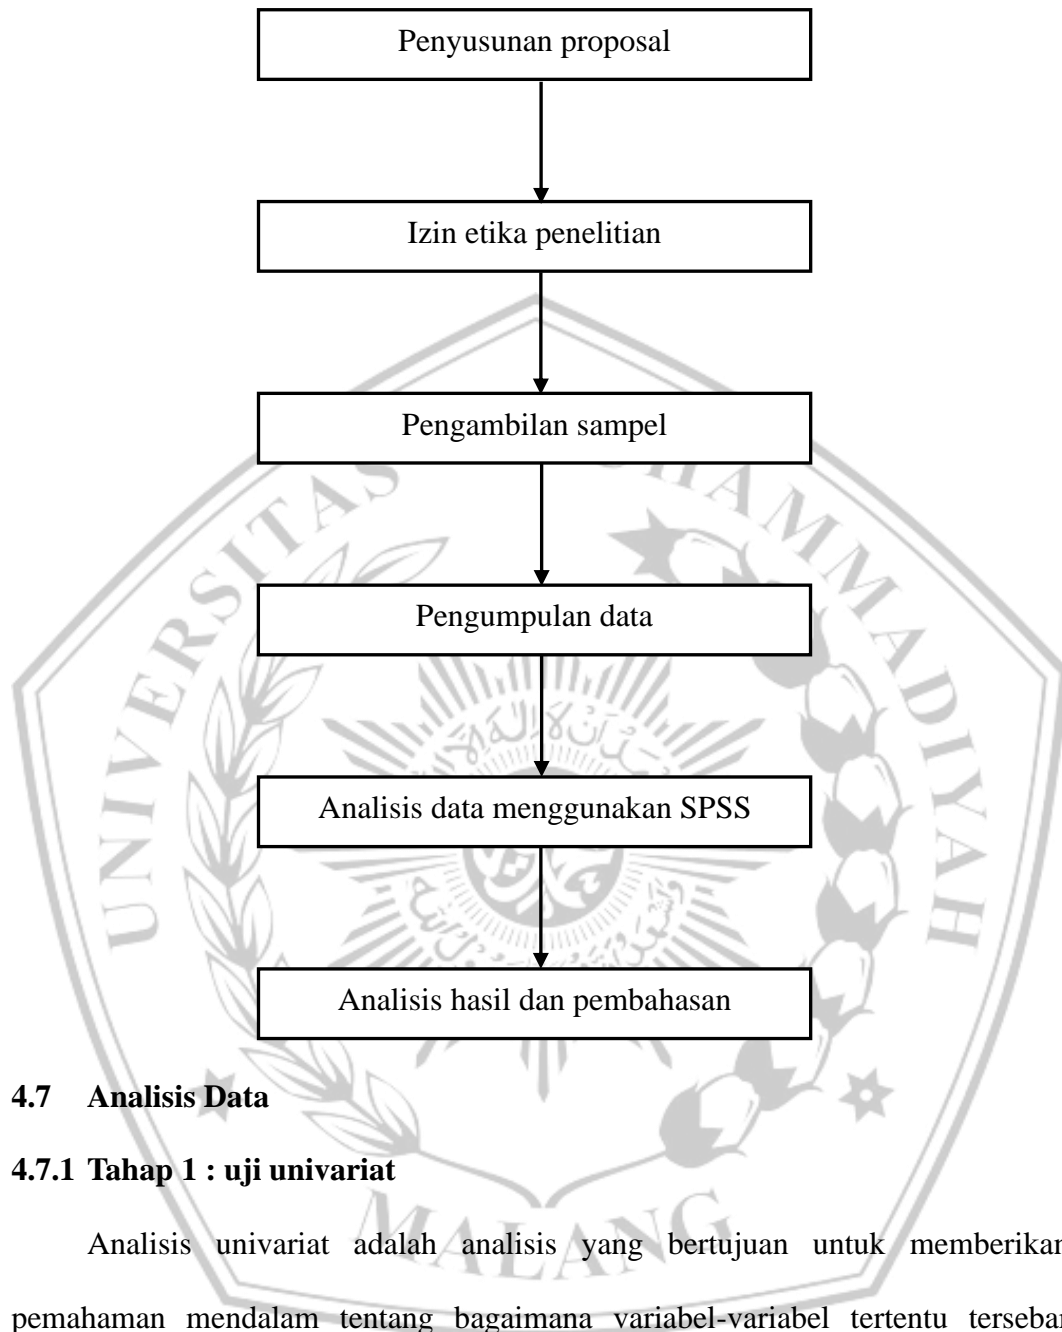 Penyusunan proposal
Izin etika penelitian
Pengambilan sampel
Pengumpulan data
Analisis data menggunakan SPSS
Analisis hasil dan pembahasan
4.7 Analisis Data
4.7.1 Tahap 1 : uji univariat
Analisis univariat adalah analisis yang bertujuan untuk memberikan
pemahaman mendalam tentang bagaimana variabel-variabel tertentu tersebar
UNIVERSITAS
MALANG